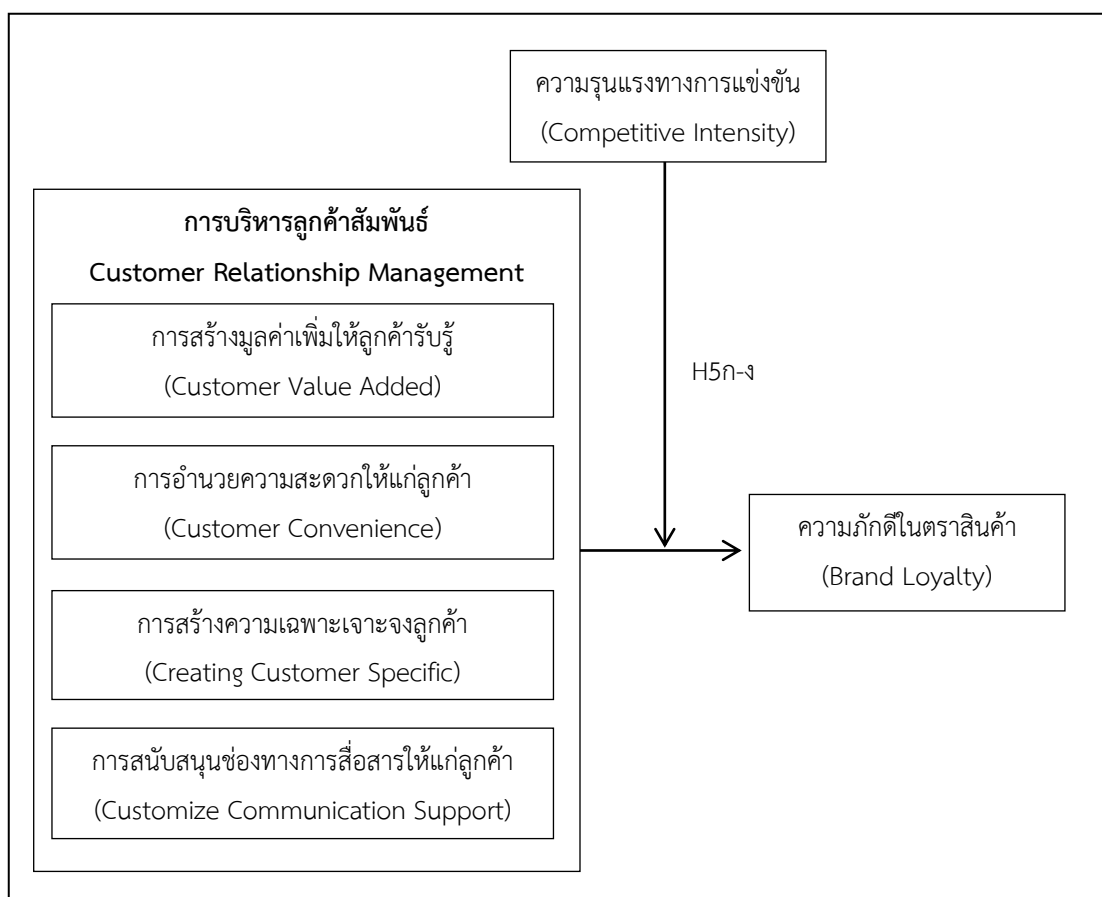 ความรุนแรงทางการแข่งขัน
(Competitive Intensity)
การบริหารลูกค้าสัมพันธ์
Customer Relationship Management
การสร้างมูลค่าเพิ่มให้ลูกค้ารับรู้
(Customer Value Added)
H5ก-ง
การอำนวยความสะดวกให้แก่ลูกค้า
(Customer Convenience)
ความภักดีในตราสินค้า
(Brand Loyalty)
การสร้างความเฉพาะเจาะจงลูกค้า
(Creating Customer Specific)
การสนับสนุนช่องทางการสื่อสารให้แก่ลูกค้า
(Customize Communication Support)